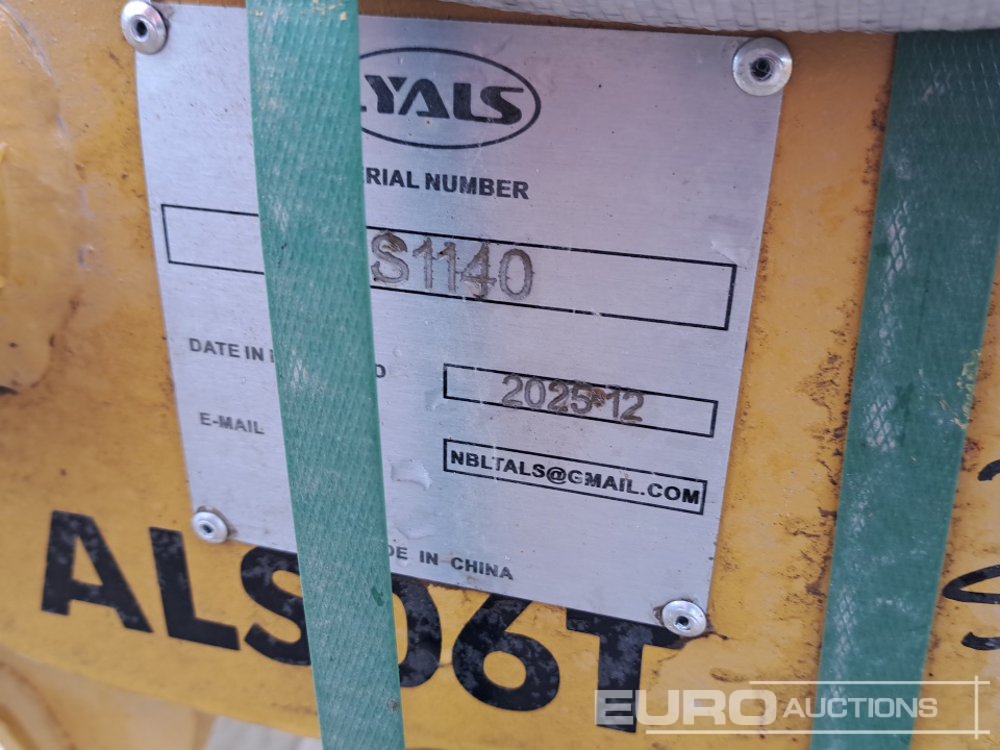 YALS
RIAL NUMBER
S1140
DATE IN
2025-12
E-MAIL
NBLTALS@GMAIL.COM
DE IN CHINA
ALS06T
EURO AUCTIONS